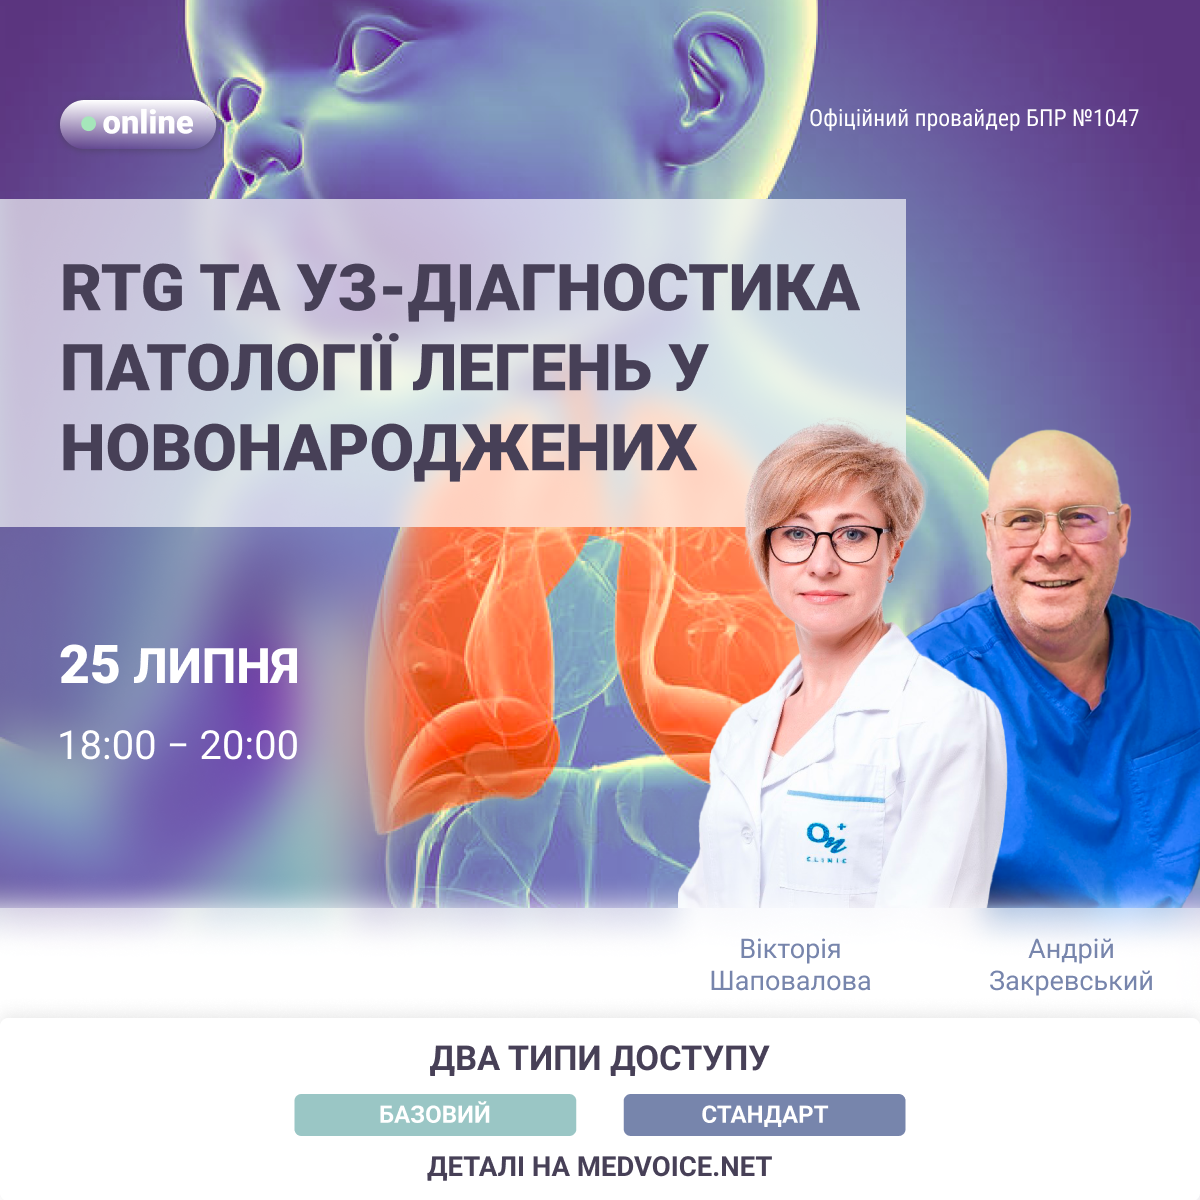 online
Офіційний провайдер БПР №1047
RTG ТА УЗ-ДІАГНОСТИКА
ПАТОЛОГІЇ ЛЕГЕНЬ У
НОВОНАРОДЖЕНИХ
25 ЛИПНЯ
18:00 – 20:00
On
CLINIC
Вікторія
Шаповалова
Андрій
Закревський
ДВА ТИПИ ДОСТУПУ
БАЗОВИЙ
СТАНДАРТ
ДЕТАЛІ НА MEDVOICE.NET